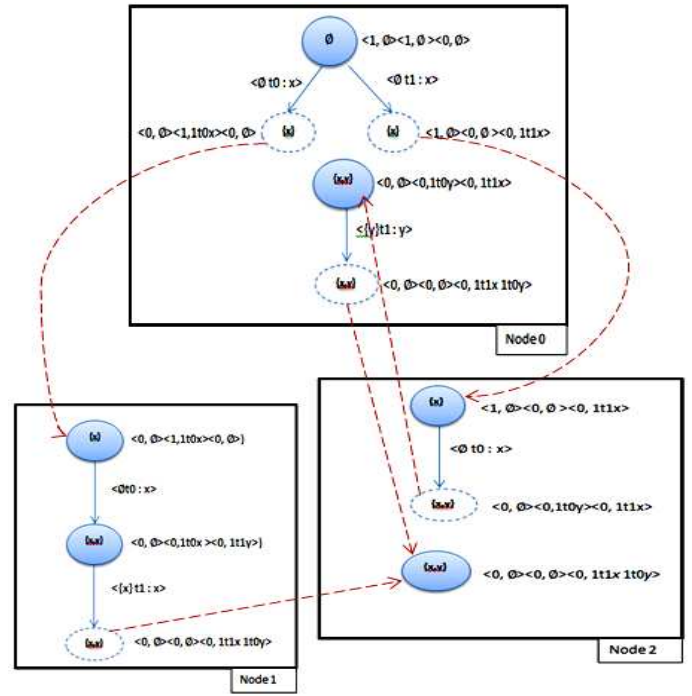 Ø <1, Ø><1, Ø ><0, Ø>
<Ø t0 : x> <Ø t1 : x>
<0, Ø><1,1t0x><0, Ø> {x} {x} <1, Ø><0, Ø ><0, 1t1x>
{x,y} <0, Ø><0,1t0y><0, 1t1x>
<{y}t1 : y>
{x,y} <0, Ø><0, Ø><0, 1t1x 1t0y>
Node 0
{x} <1, Ø><0, Ø ><0, 1t1x>
{x} <0, Ø><1,1t0x><0, Ø>}
<Ø t0 : x>
<Øt0 : x>
{x,y} <0, Ø><0,1t0y><0, 1t1x>
{x,y} <0, Ø><0,1t0x ><0, 1t1y>}
{x,y} <0, Ø><0, Ø><0, 1t1x 1t0y>
<{x}t1 : x>
{x,y} <0, Ø><0, Ø><0, 1t1x 1t0y>
Node 2
Node 1